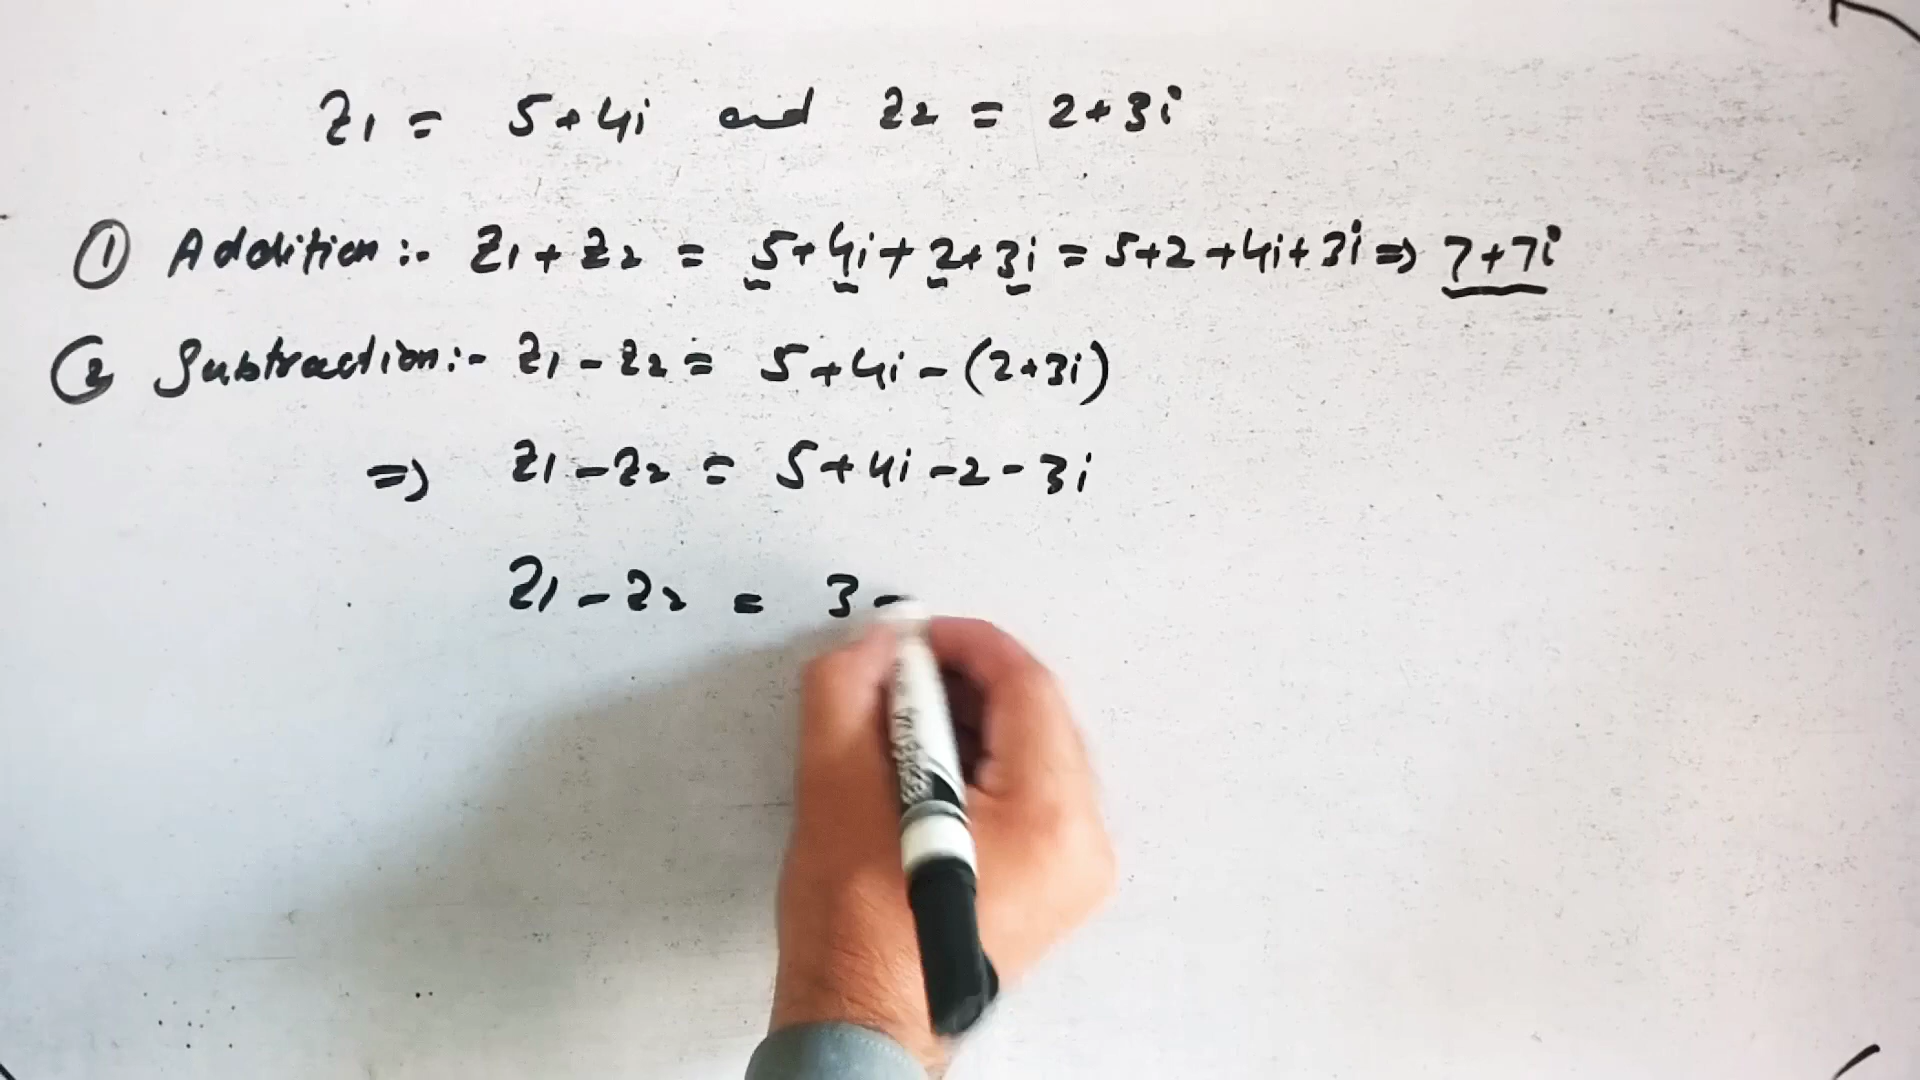 Z1 = 5+4i and Z2 = 2+3i
① Addition:- Z1+Z2 = 5+4i+2+3i = 5+2+4i+3i => 7+7i
② Subtraction:- Z1-Z2 = 5+4i-(2+3i)
=> Z1-Z2 = 5+4i-2-3i
Z1-Z2 = 3-